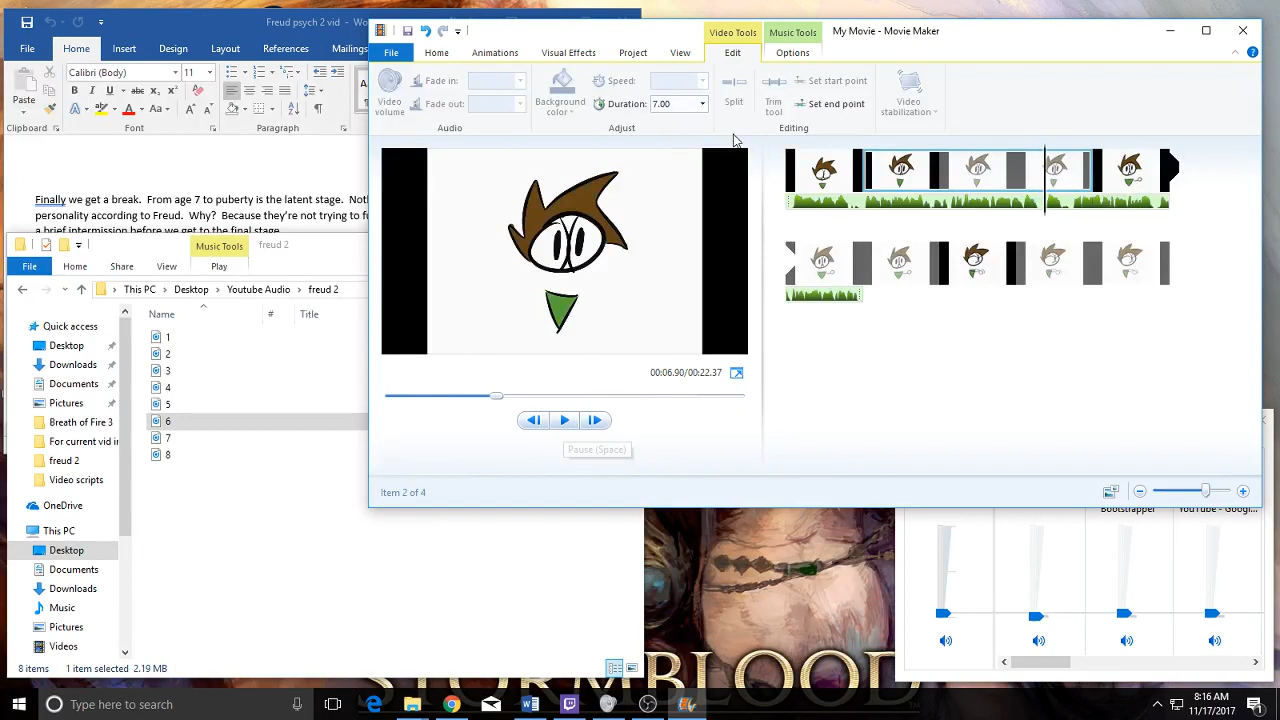 Freud psych 2 vid - Wo
File Home Insert Draw Design Layout References Mailings
Calibri (Body) 11
Paste
Clipboard Font Paragraph
Finally we get a break. From age 7 to puberty is the latent stage. Not
personality according to Freud. Why? Because they're not trying to fu
a brief intermission before we get to the final stage.
Video Tools Music Tools My Movie - Movie Maker
File Home Animations Visual Effects Project View Edit Options
Video volume Fade in: Fade out: Background color Speed: Duration: 7.00 Split Trim tool Set start point Set end point Video stabilization
Audio Adjust Editing
00:06.90/00:22.37
Pause (Space)
Item 2 of 4
Music Tools freud 2
File Home Share View Play
This PC Desktop Youtube Audio freud 2
Name # Title
Quick access
Desktop
Downloads
Documents
Pictures
Breath of Fire 3
For current vid in
freud 2
Video scripts
OneDrive
This PC
Desktop
Documents
Downloads
Music
Pictures
Videos
1
2
3
4
5
6
7
8
8 items 1 item selected 2.19 MB
Bootstrapper YouTube - Googl...
STORMBLOOD
Type here to search
8:16 AM
11/17/2017
1